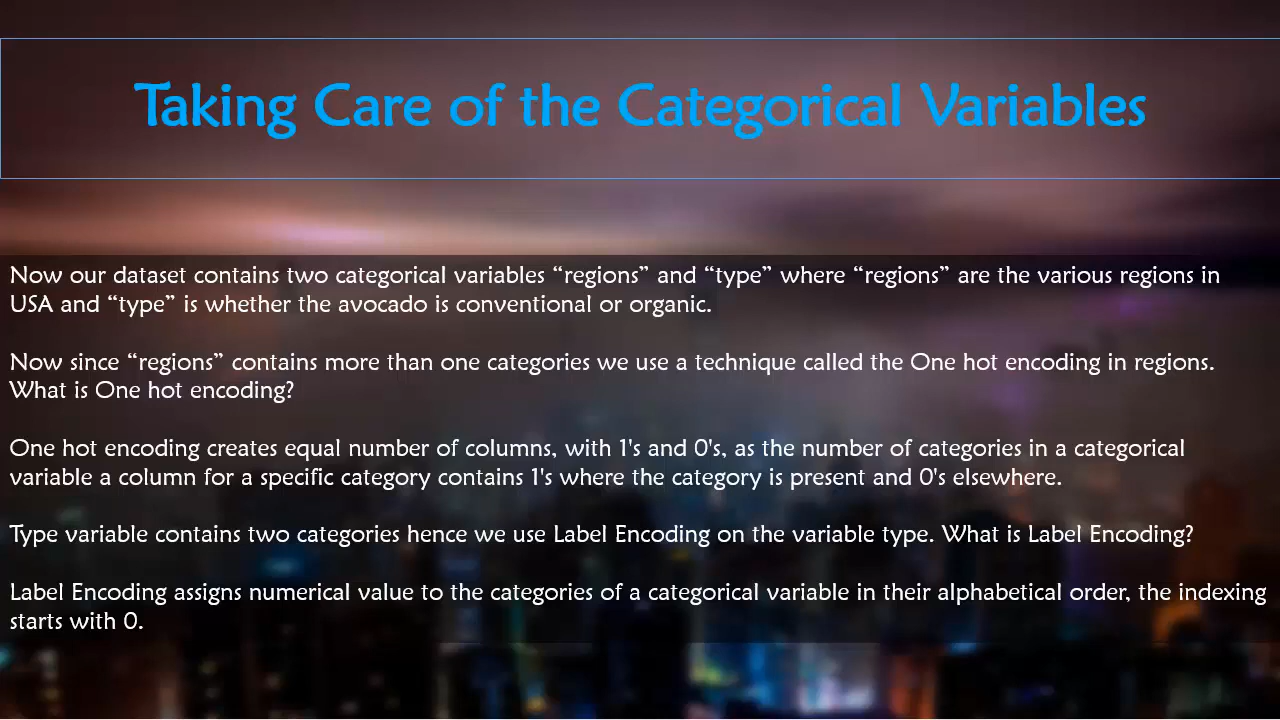 Taking Care of the Categorical Variables
Now our dataset contains two categorical variables “regions” and “type” where “regions” are the various regions in
USA and “type” is whether the avocado is conventional or organic.
Now since “regions” contains more than one categories we use a technique called the One hot encoding in regions.
What is One hot encoding?
One hot encoding creates equal number of columns, with 1's and 0's, as the number of categories in a categorical
variable a column for a specific category contains 1's where the category is present and 0's elsewhere.
Type variable contains two categories hence we use Label Encoding on the variable type. What is Label Encoding?
Label Encoding assigns numerical value to the categories of a categorical variable in their alphabetical order, the indexing
starts with 0.